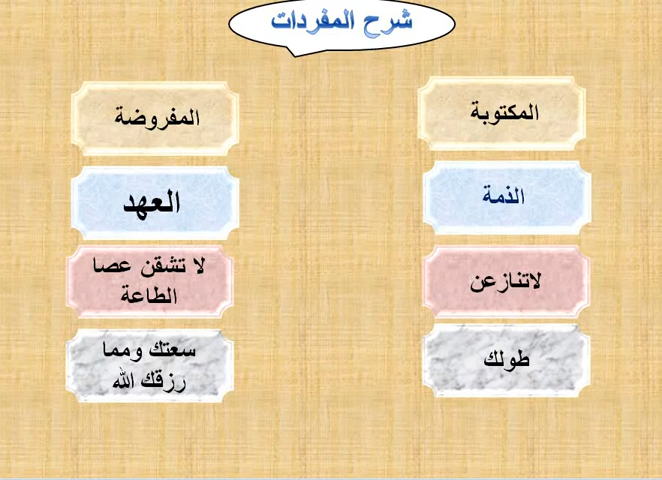 شرح المفردات
المكتوبة
المفروضة
الذمة
العهد
لاتنازعن
لا تشقن عصا
الطاعة
طولك
سعتك ومما
رزقك الله